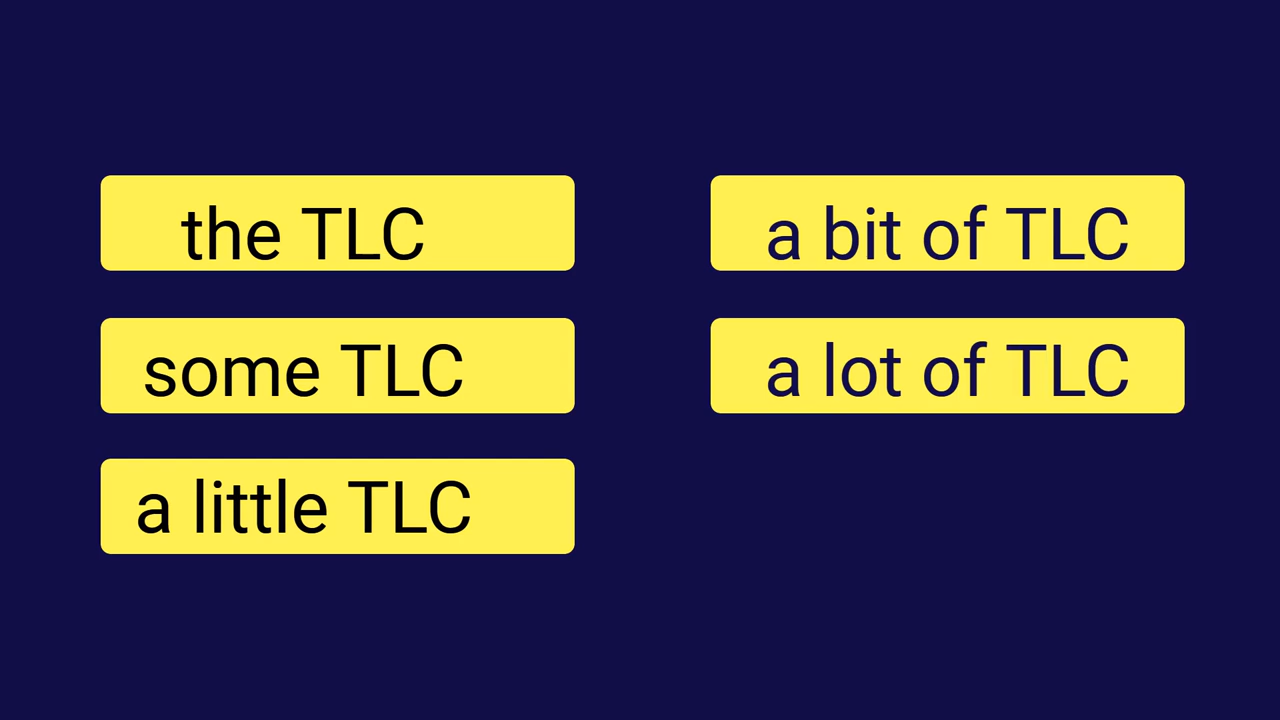 the TLC
some TLC
a little TLC
a bit of TLC
a lot of TLC